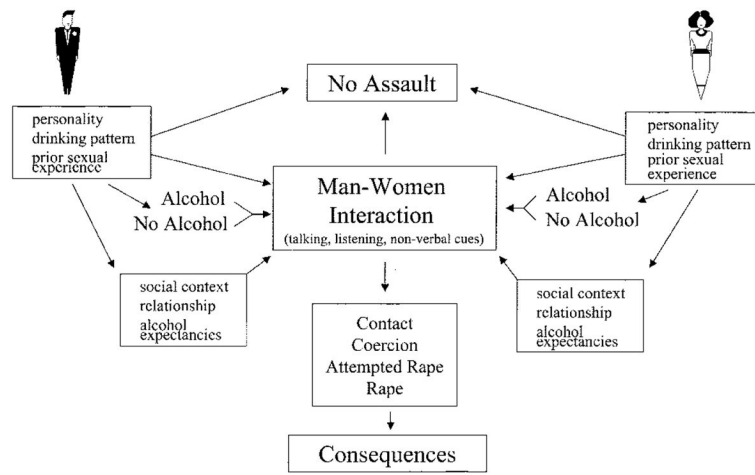 No Assault
personality
drinking pattern
prior sexual
experience
personality
drinking pattern
prior sexual
experience
Alcohol
No Alcohol
Man-Women
Interaction
(talking, listening, non-verbal cues)
Alcohol
No Alcohol
social context
relationship
alcohol
expectancies
social context
relationship
alcohol
expectancies
Contact
Coercion
Attempted Rape
Rape
Consequences